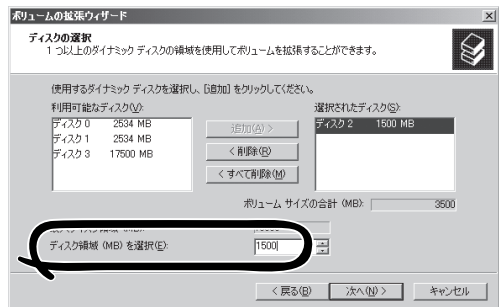 ボリュームの拡張ウィザード
ディスクの選択
1 つ以上のダイナミック ディスクの領域を使用してボリュームを拡張することができます。
使用するダイナミック ディスクを選択し、[追加] をクリックしてください。
利用可能なディスク(V):
選択されたディスク(S):
ディスク 0 2534 MB
ディスク 1 2534 MB
ディスク 3 17500 MB
追加(A) >
< 削除(R)
< すべて削除(M)
ディスク 2 1500 MB
ボリューム サイズの合計 (MB): 3500
ディスク領域 (MB) を選択(E): 1500
< 戻る(B)
次へ(N) >
キャンセル